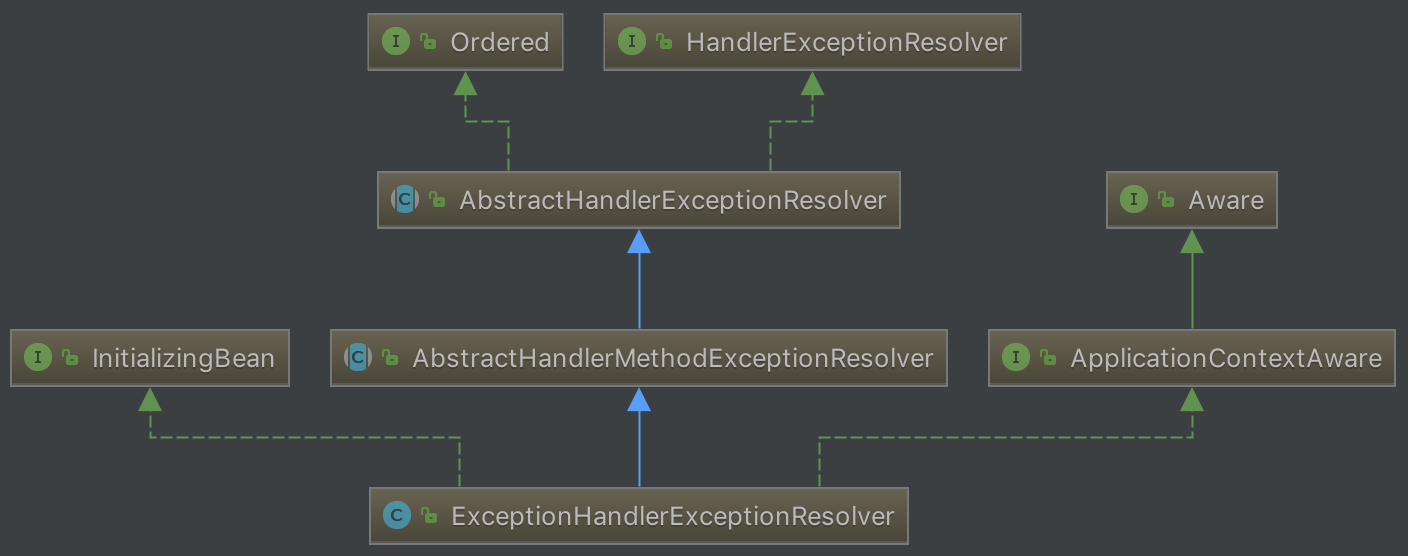 I Ordered
I HandlerExceptionResolver
C AbstractHandlerExceptionResolver
I Aware
I InitializingBean
C AbstractHandlerMethodExceptionResolver
I ApplicationContextAware
C ExceptionHandlerExceptionResolver